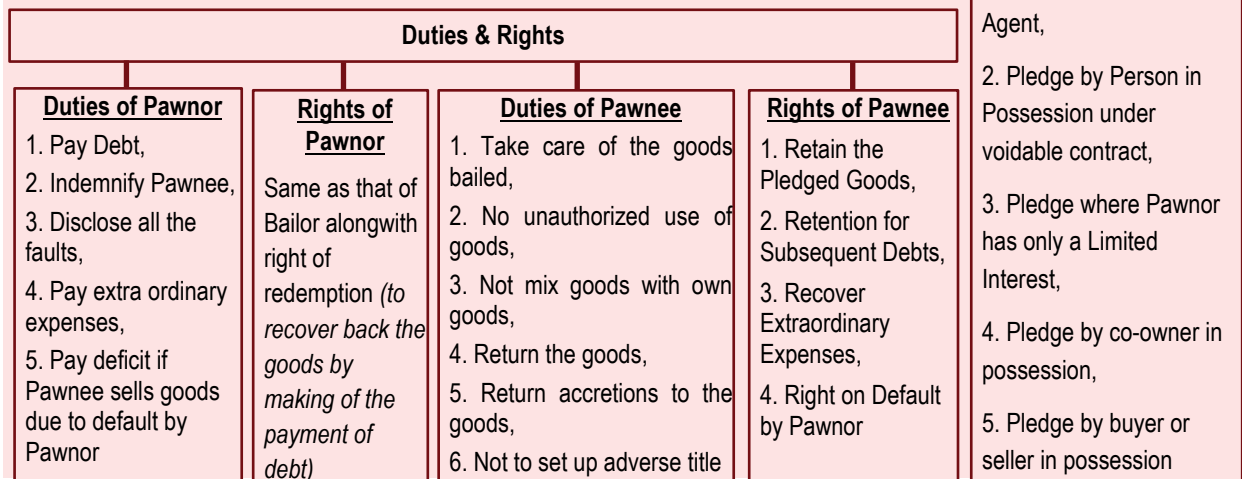 Duties & Rights
Duties of Pawnor
1. Pay Debt,
2. Indemnify Pawnee,
3. Disclose all the
faults,
4. Pay extra ordinary
expenses,
5. Pay deficit if
Pawnee sells goods
due to default by
Pawnor
Rights of
Pawnor
Same as that of
Bailor alongwith
right of
redemption (to
recover back the
goods by
making of the
payment of
debt)
Duties of Pawnee
1. Take care of the goods
bailed,
2. No unauthorized use of
goods,
3. Not mix goods with own
goods,
4. Return the goods,
5. Return accretions to the
goods,
6. Not to set up adverse title
Rights of Pawnee
1. Retain the
Pledged Goods,
2. Retention for
Subsequent Debts,
3. Recover
Extraordinary
Expenses,
4. Right on Default
by Pawnor
Agent,
2. Pledge by Person in
Possession under
voidable contract,
3. Pledge where Pawnor
has only a Limited
Interest,
4. Pledge by co-owner in
possession,
5. Pledge by buyer or
seller in possession